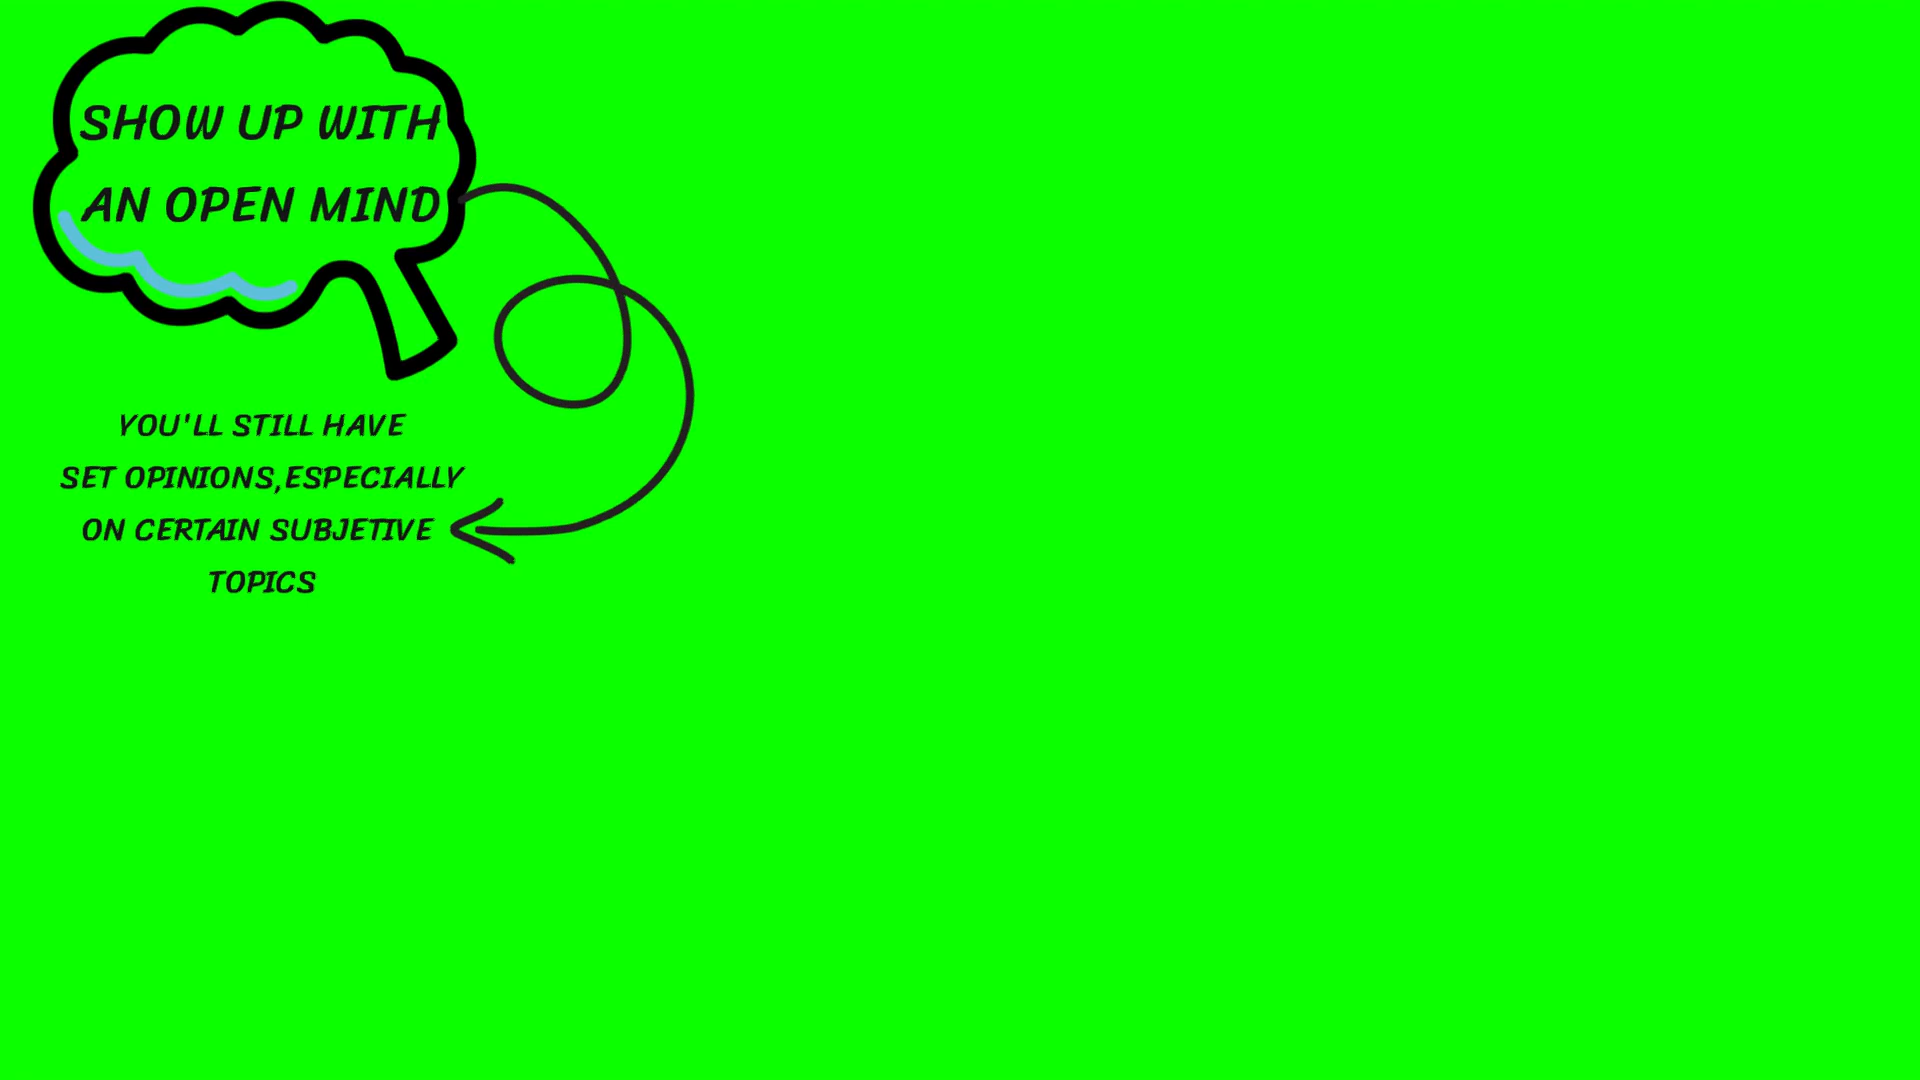 SHOW UP WITH
AN OPEN MIND
YOU'LL STILL HAVE
SET OPINIONS,ESPECIALLY
ON CERTAIN SUBJETIVE
TOPICS